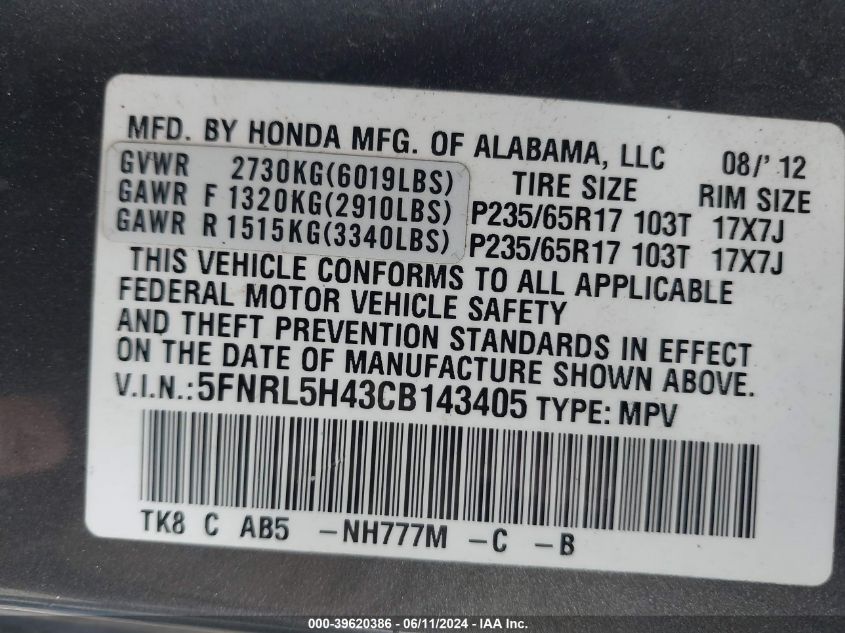 MFD. BY HONDA MFG. OF ALABAMA, LLC 08/'12
GVWR 2730KG(6019LBS) TIRE SIZE RIM SIZE
GAWR F 1320KG(2910LBS) P235/65R17 103T 17X7J
GAWR R 1515KG(3340LBS) P235/65R17 103T 17X7J
THIS VEHICLE CONFORMS TO ALL APPLICABLE
FEDERAL MOTOR VEHICLE SAFETY
AND THEFT PREVENTION STANDARDS IN EFFECT
ON THE DATE OF MANUFACTURE SHOWN ABOVE.
V.I.N.:5FNRL5H43CB143405 TYPE: MPV
TK8 C AB5 -NH777M -C -B
000-39620386 - 06/11/2024 - IAA Inc.